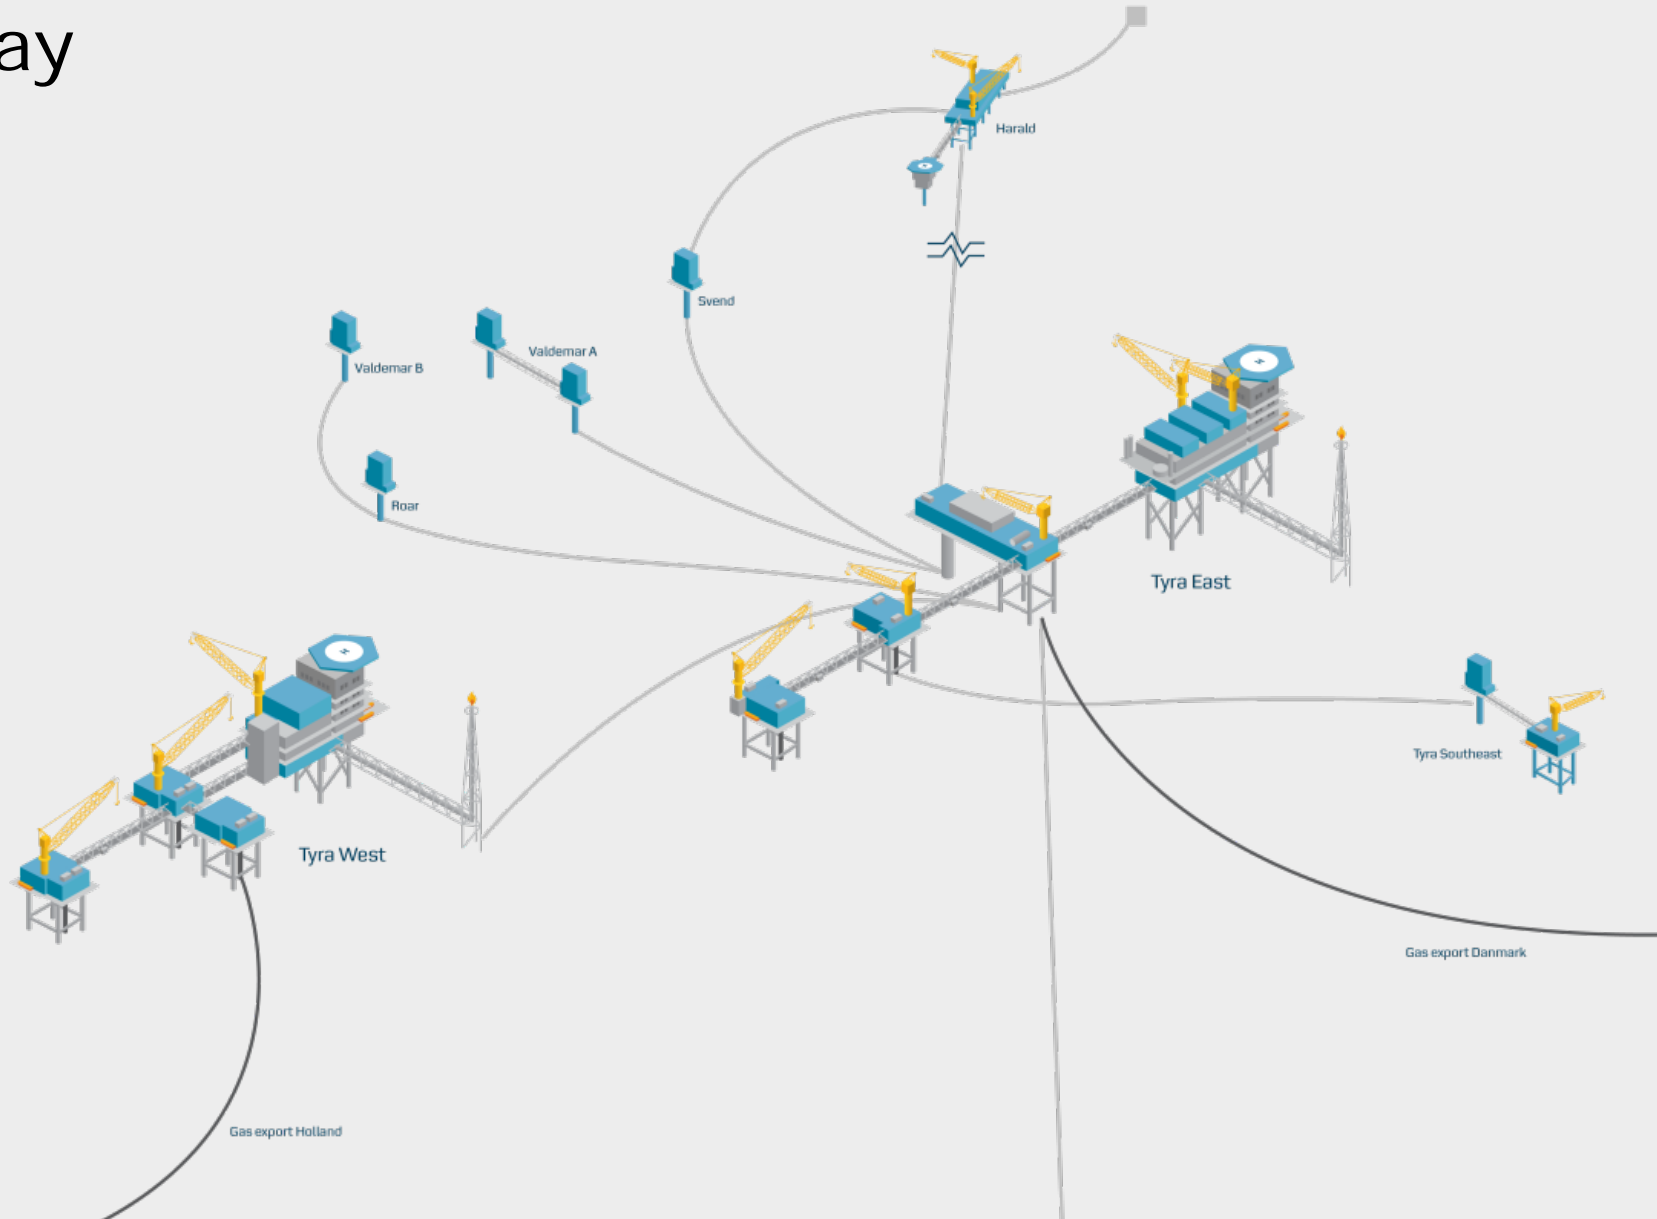 ay
Harald
Svend
Valdemar A
Valdemar B
Roar
Tyra East
Tyra Southeast
Tyra West
Gas export Danmark
Gas export Holland